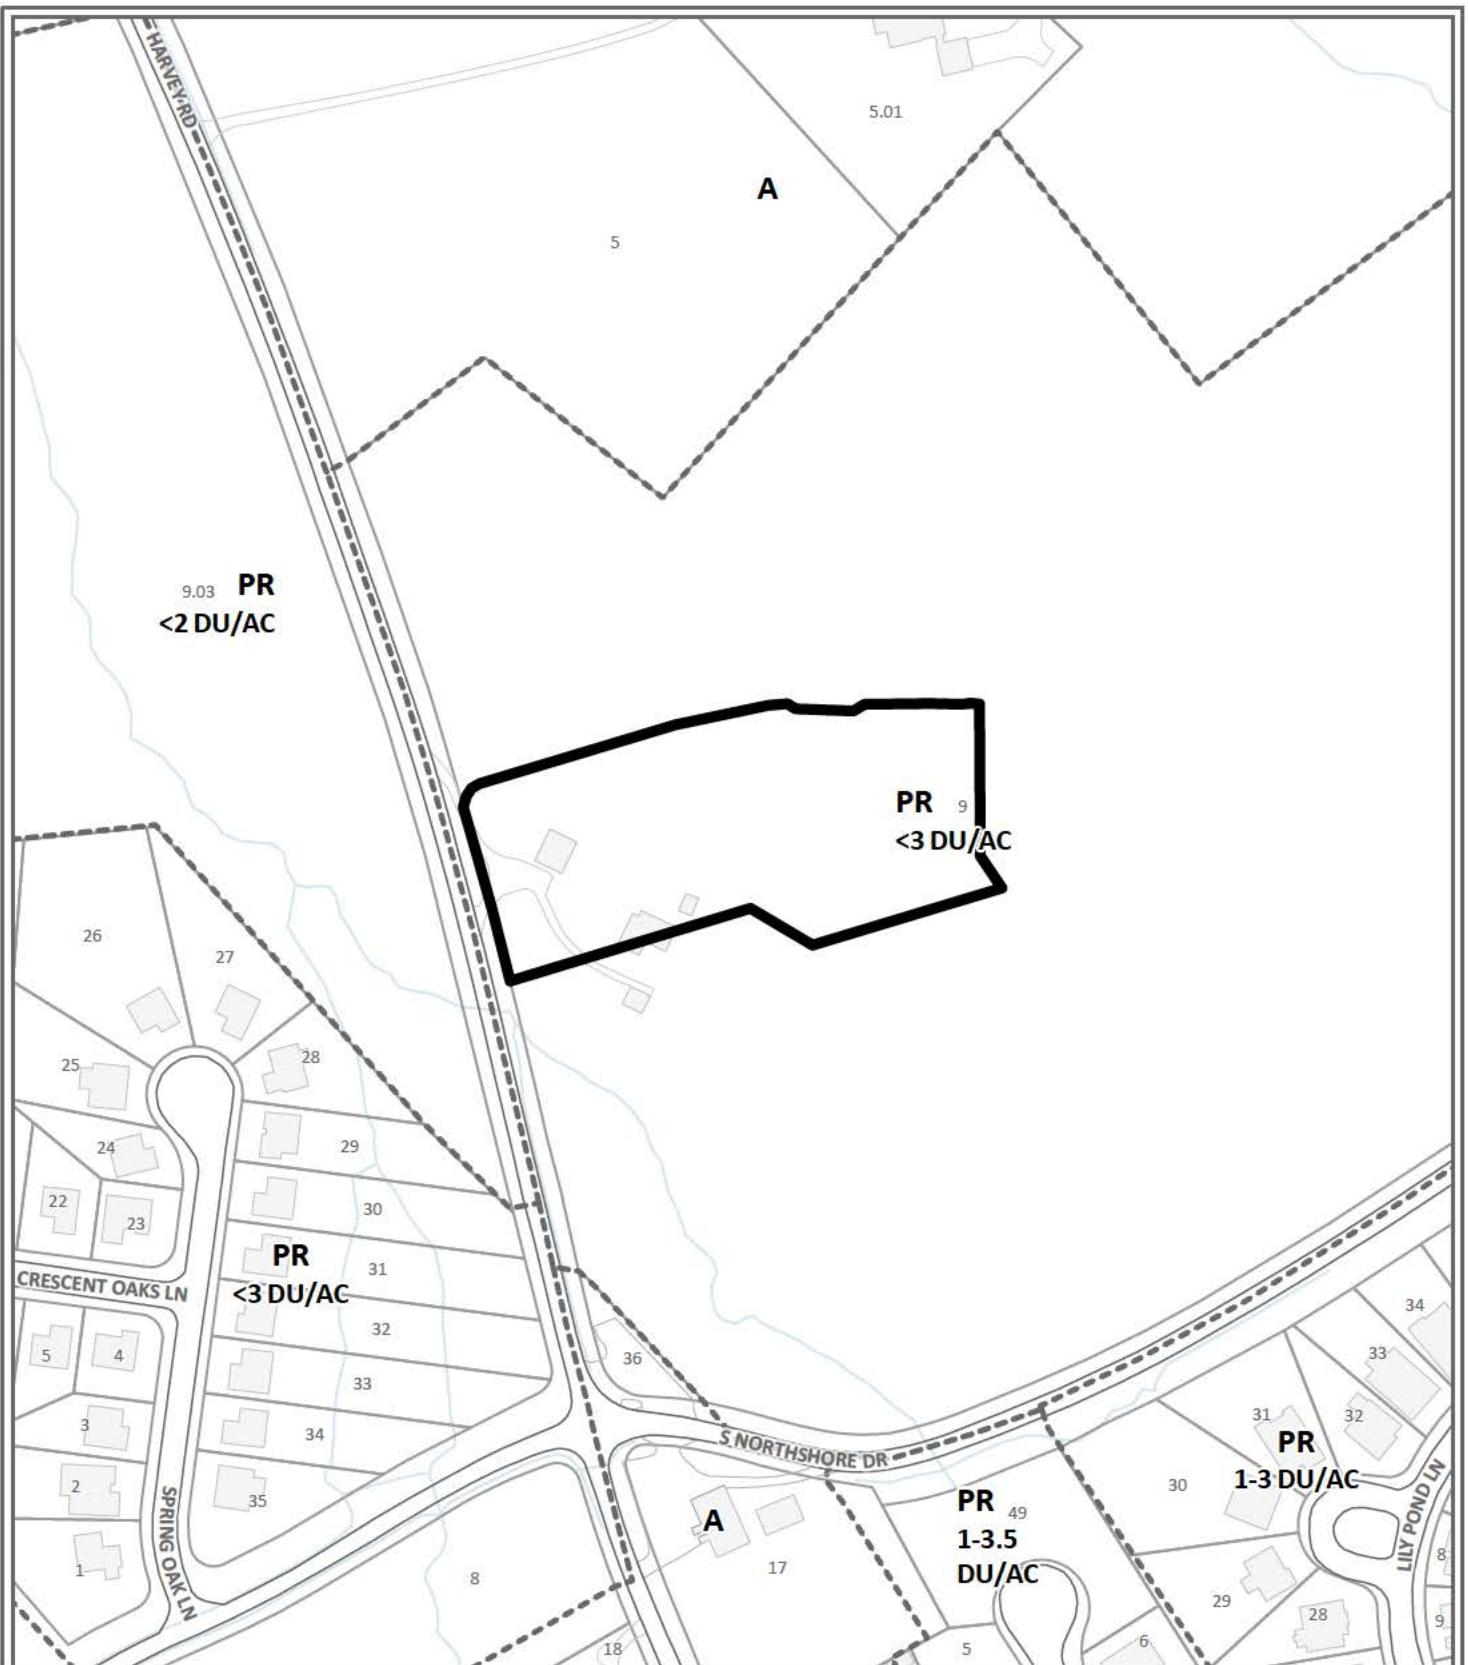 HARVEY RD
5.01
A
5
9.03 PR
<2 DU/AC
PR 9
<3 DU/AC
26
27
25
28
24
29
22
23
30
PR
<3 DU/AC
31
CRESCENT OAKS LN
32
5
4
36
33
3
34
2
35
1
SPRING OAK LN
S NORTHSHORE DR
8
A
17
18
PR 49
1-3.5
DU/AC
5
6
34
33
32
31
PR
1-3 DU/AC
30
LILY POND LN
8
29
28
9